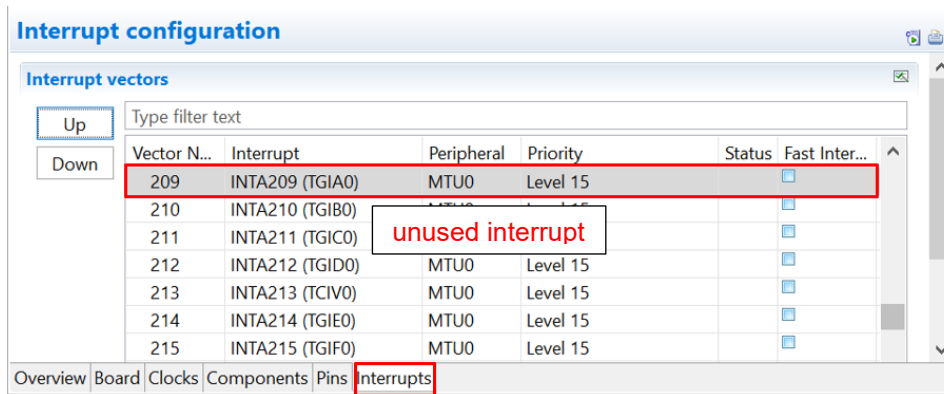 Interrupt configuration
Interrupt vectors
Up
Down
Type filter text
Vector N... Interrupt Peripheral Priority Status Fast Inter...
209 INTA209 (TGIA0) MTU0 Level 15
210 INTA210 (TGIB0)
211 INTA211 (TGIC0)
unused interrupt
212 INTA212 (TGID0) MTU0 Level 15
213 INTA213 (TCIV0) MTU0 Level 15
214 INTA214 (TGIE0) MTU0 Level 15
215 INTA215 (TGIF0) MTU0 Level 15
Overview Board Clocks Components Pins Interrupts